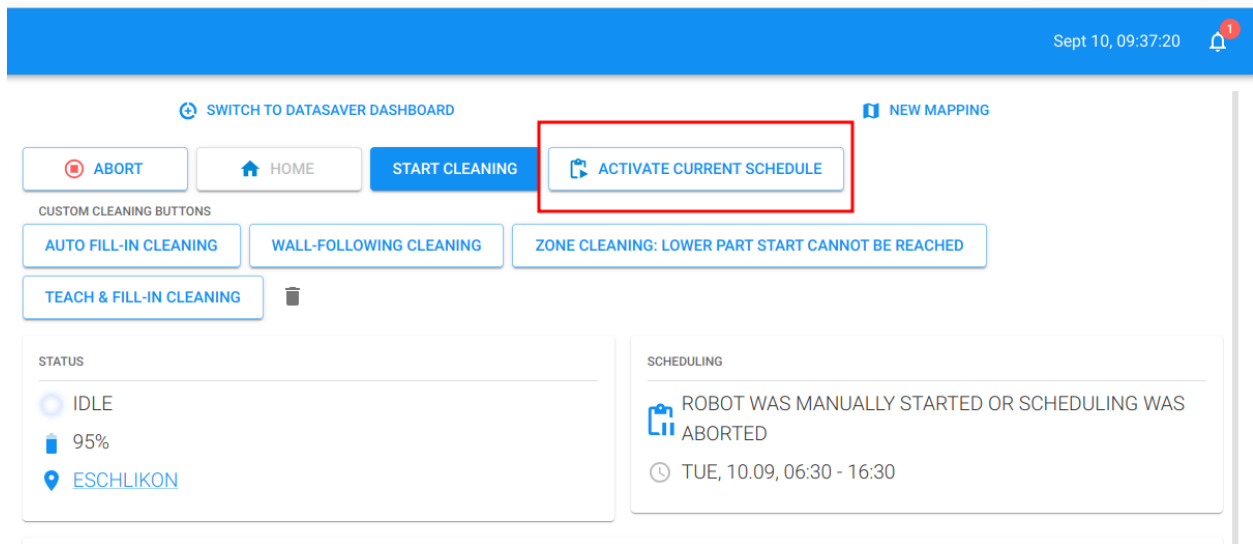 Sept 10, 09:37:20
1
SWITCH TO DATASAVER DASHBOARD
NEW MAPPING
ABORT
HOME
START CLEANING
ACTIVATE CURRENT SCHEDULE
CUSTOM CLEANING BUTTONS
AUTO FILL-IN CLEANING
WALL-FOLLOWING CLEANING
ZONE CLEANING: LOWER PART START CANNOT BE REACHED
TEACH & FILL-IN CLEANING
STATUS
IDLE
95%
ESCHLIKON
SCHEDULING
ROBOT WAS MANUALLY STARTED OR SCHEDULING WAS
ABORTED
TUE, 10.09, 06:30 - 16:30